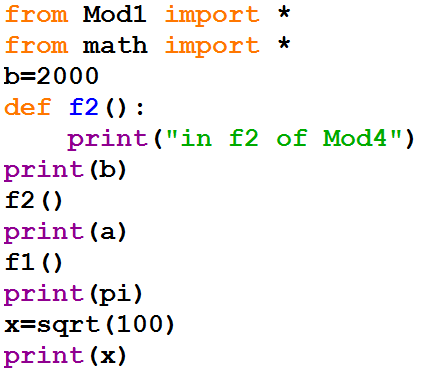 from Mod1 import *
from math import *
b=2000
def f2():
    print("in f2 of Mod4")
print(b)
f2()
print(a)
f1()
print(pi)
x=sqrt(100)
print(x)